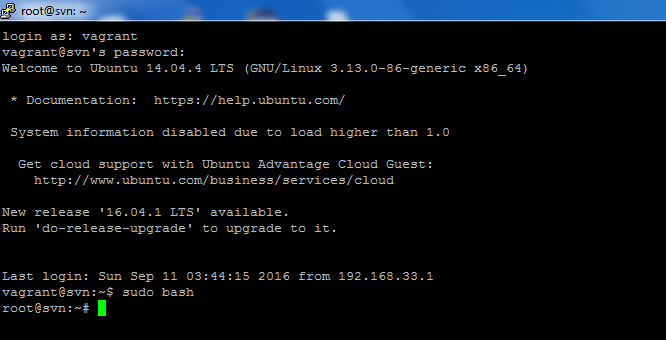 root@svn: ~
login as: vagrant
vagrant@svn's password:
Welcome to Ubuntu 14.04.4 LTS (GNU/Linux 3.13.0-86-generic x86_64)
* Documentation:  https://help.ubuntu.com/
System information disabled due to load higher than 1.0
Get cloud support with Ubuntu Advantage Cloud Guest:
http://www.ubuntu.com/business/services/cloud
New release '16.04.1 LTS' available.
Run 'do-release-upgrade' to upgrade to it.
Last login: Sun Sep 11 03:44:15 2016 from 192.168.33.1
vagrant@svn:~$ sudo bash
root@svn:~#